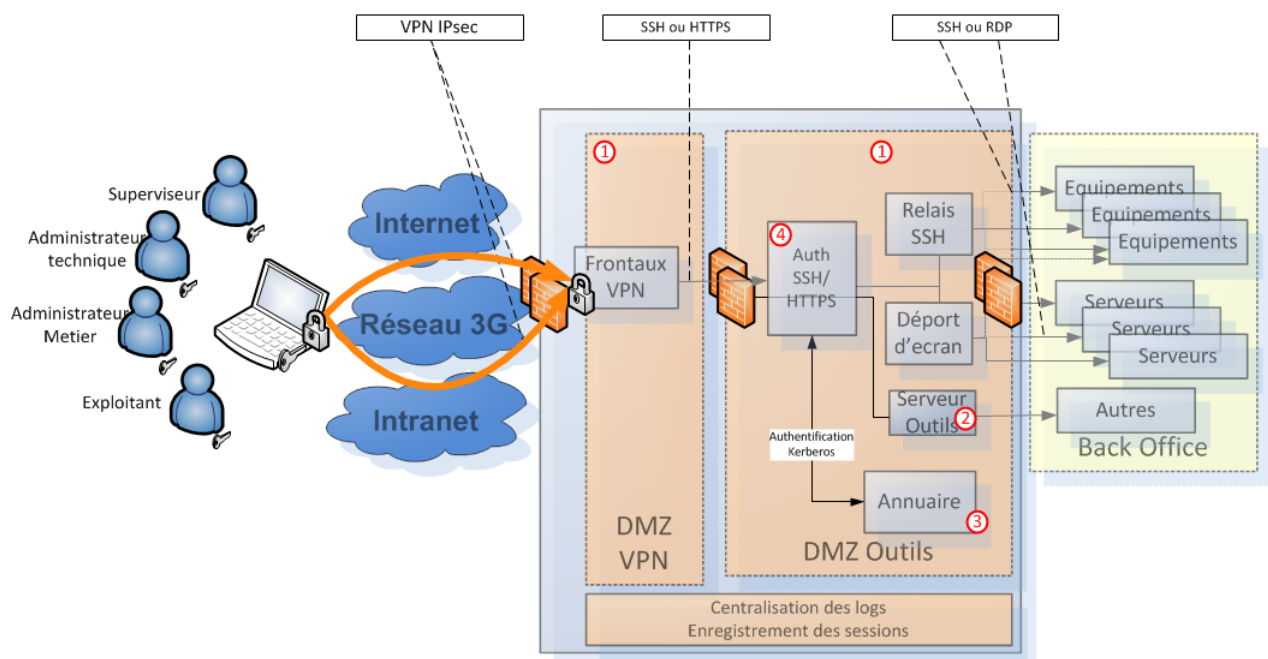 VPN IPsec
SSH ou HTTPS
SSH ou RDP
Superviseur
Administrateur
technique
Administrateur
Metier
Exploitant
Internet
Réseau 3G
Intranet
1
Frontaux
VPN
DMZ
VPN
1
4
Auth
SSH/
HTTPS
Relais
SSH
Déport
d'ecran
Serveur
Outils
2
Authentification
Kerberos
Annuaire
3
DMZ Outils
Equipements
Equipements
Equipements
Serveurs
Serveurs
Serveurs
Autres
Back Office
Centralisation des logs
Enregistrement des sessions